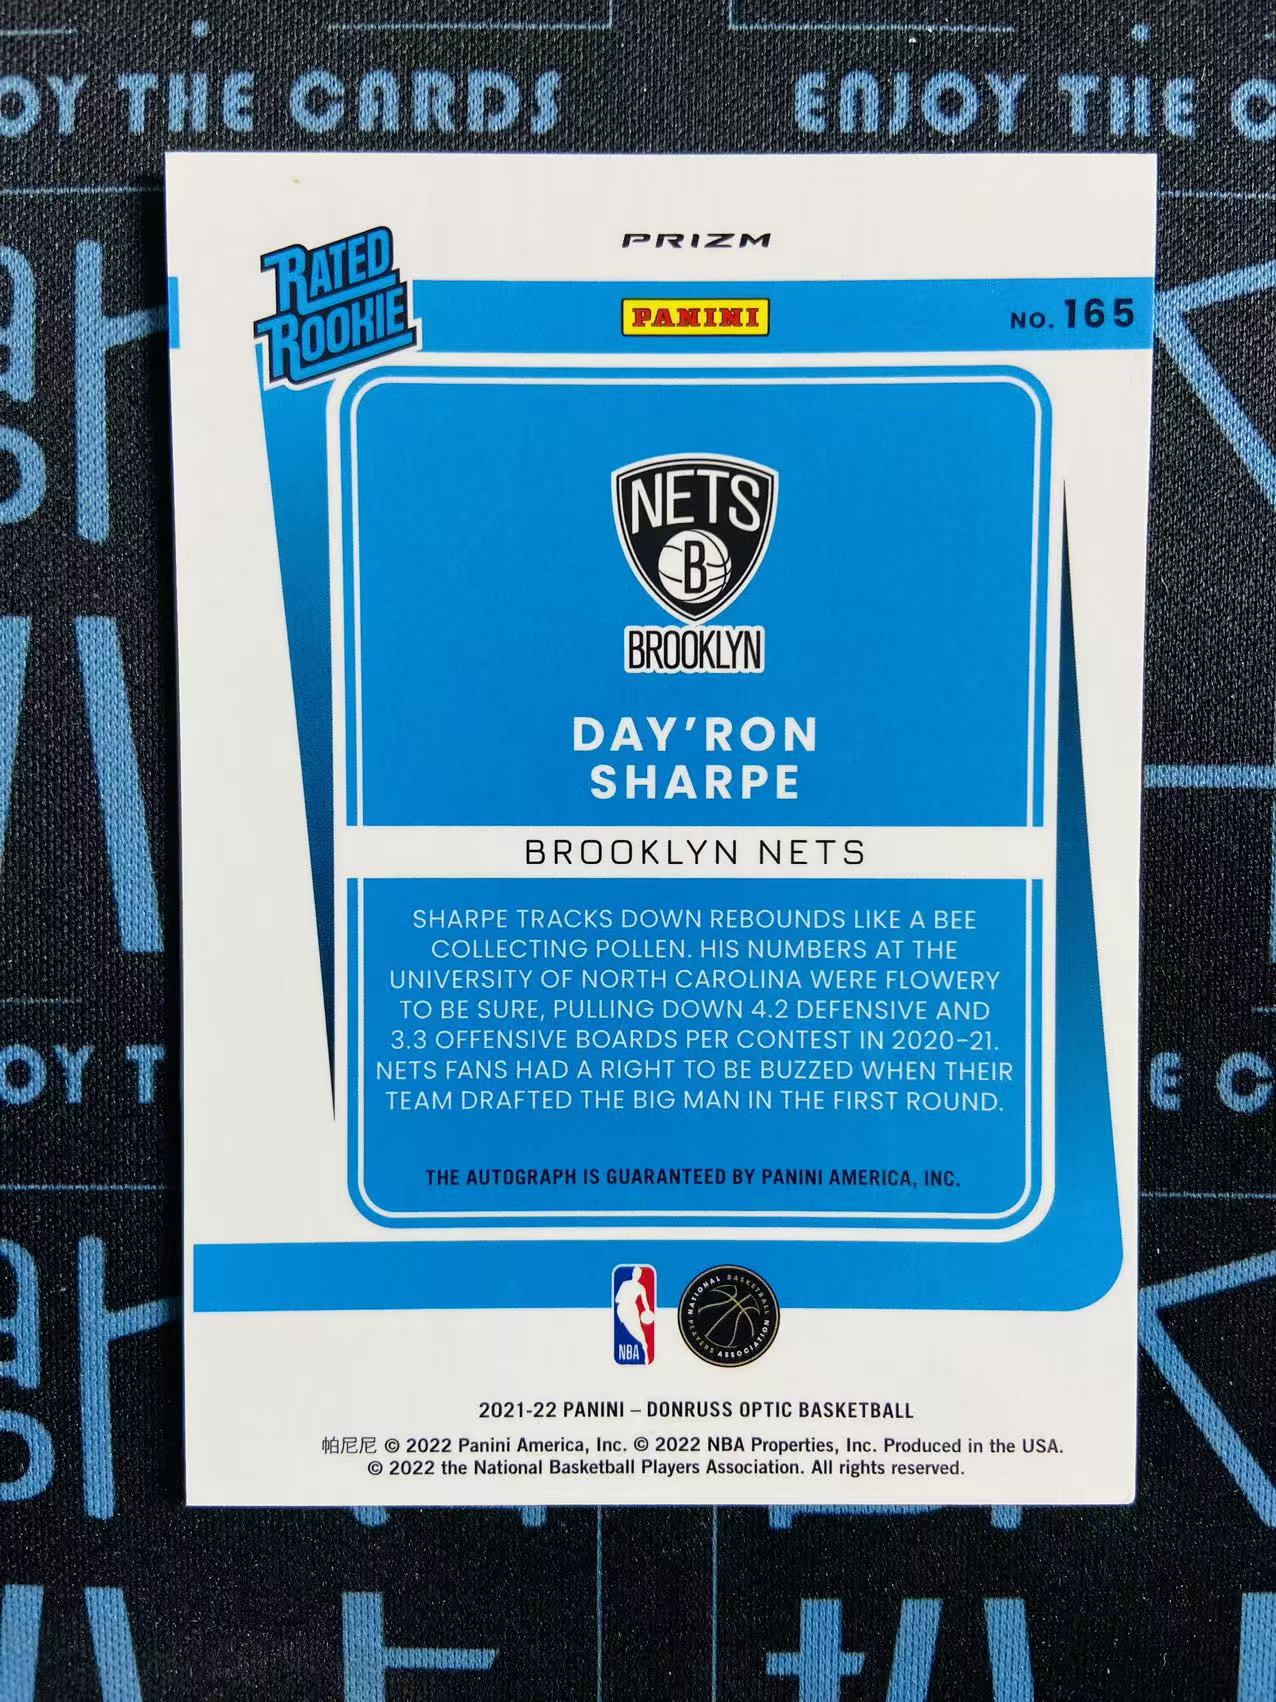 OY THE CARDS
ENJOY THE C
PRIZM
RATED
ROOKIE
PANINI
NO. 165
NETS
B
BROOKLYN
DAY'RON
SHARPE
BROOKLYN NETS
SHARPE TRACKS DOWN REBOUNDS LIKE A BEE
COLLECTING POLLEN. HIS NUMBERS AT THE
UNIVERSITY OF NORTH CAROLINA WERE FLOWERY
TO BE SURE, PULLING DOWN 4.2 DEFENSIVE AND
3.3 OFFENSIVE BOARDS PER CONTEST IN 2020-21.
NETS FANS HAD A RIGHT TO BE BUZZED WHEN THEIR
TEAM DRAFTED THE BIG MAN IN THE FIRST ROUND.
OY T
E C
THE AUTOGRAPH IS GUARANTEED BY PANINI AMERICA, INC.
NBA
NATIONAL BASKETBALL
PLAYERS ASSOCIATION
2021-22 PANINI – DONRUSS OPTIC BASKETBALL
帕尼尼 © 2022 Panini America, Inc. © 2022 NBA Properties, Inc. Produced in the USA.
© 2022 the National Basketball Players Association. All rights reserved.